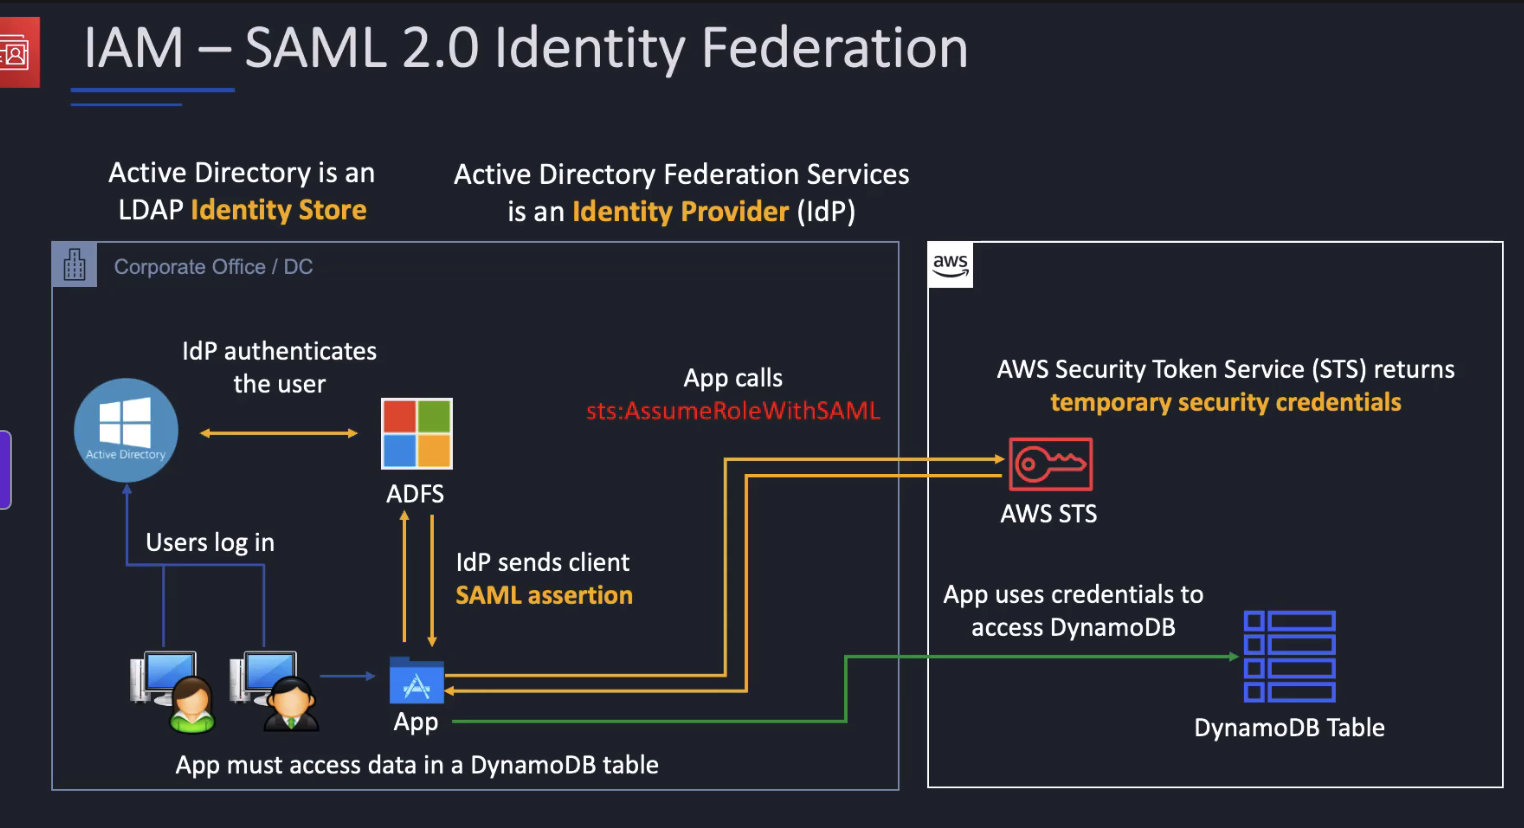 IAM – SAML 2.0 Identity Federation
Active Directory is an
LDAP Identity Store
Active Directory Federation Services
is an Identity Provider (IdP)
Corporate Office / DC
aws
IdP authenticates
the user
App calls
sts:AssumeRoleWithSAML
AWS Security Token Service (STS) returns
temporary security credentials
Active Directory
ADFS
AWS STS
Users log in
IdP sends client
SAML assertion
App uses credentials to
access DynamoDB
App
DynamoDB Table
App must access data in a DynamoDB table